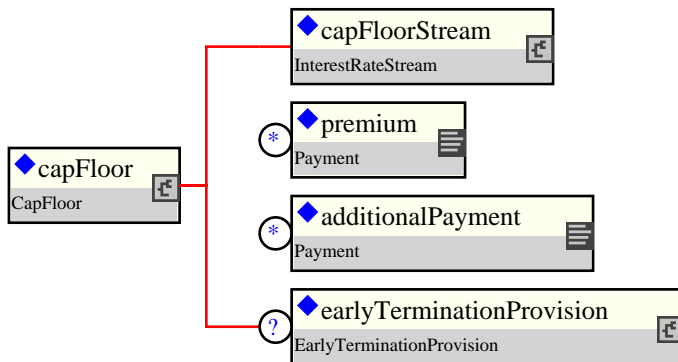 capFloorStream
InterestRateStream
*
premium
Payment
capFloor
CapFloor
*
additionalPayment
Payment
?
earlyTerminationProvision
EarlyTerminationProvision